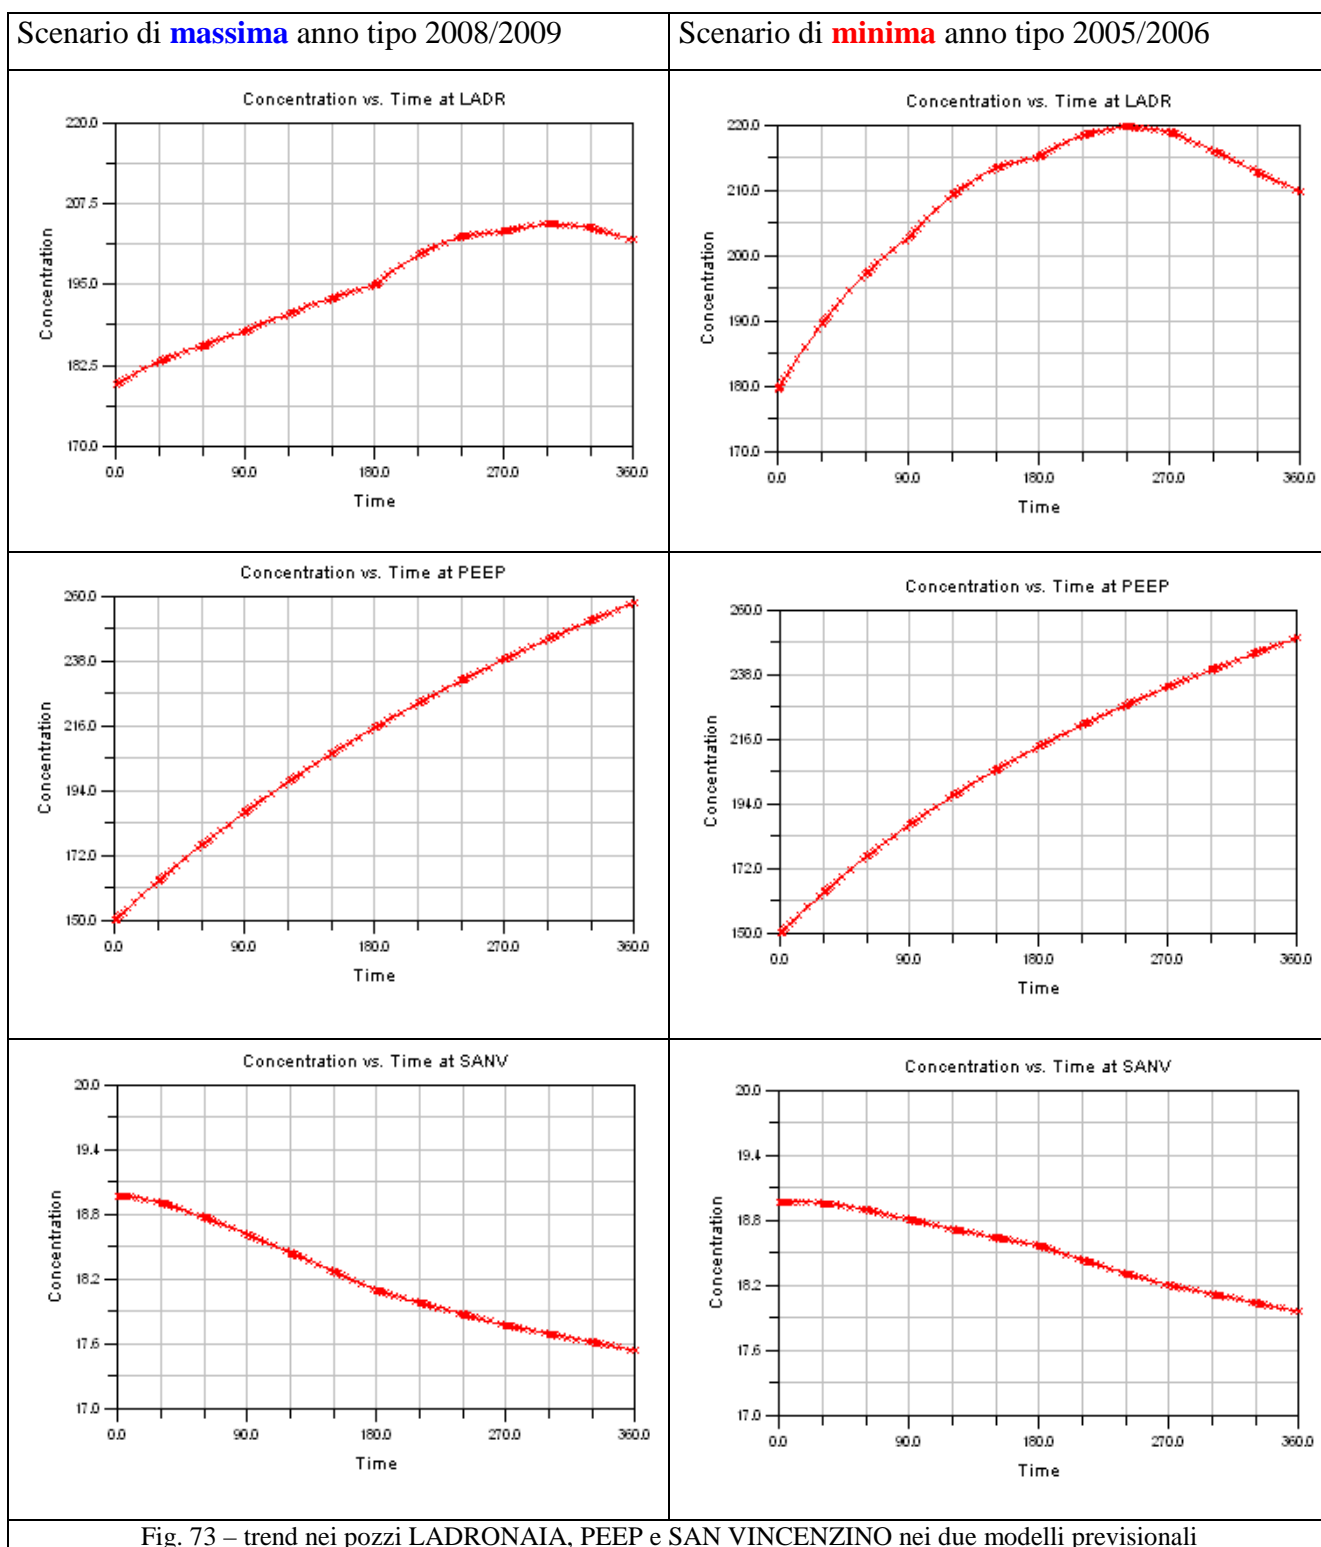 Scenario di massima anno tipo 2008/2009
Scenario di minima anno tipo 2005/2006
Concentration vs. Time at LADR
220.0
207.5
195.0
182.5
170.0
Concentration
0.0 90.0 180.0 270.0 360.0
Time
Concentration vs. Time at LADR
220.0
210.0
200.0
190.0
180.0
170.0
Concentration
0.0 90.0 180.0 270.0 360.0
Time
Concentration vs. Time at PEEP
260.0
238.0
216.0
194.0
172.0
150.0
Concentration
0.0 90.0 180.0 270.0 360.0
Time
Concentration vs. Time at PEEP
260.0
238.0
216.0
194.0
172.0
150.0
Concentration
0.0 90.0 180.0 270.0 360.0
Time
Concentration vs. Time at SANV
20.0
19.4
18.8
18.2
17.6
17.0
Concentration
0.0 90.0 180.0 270.0 360.0
Time
Concentration vs. Time at SANV
20.0
19.4
18.8
18.2
17.6
17.0
Concentration
0.0 90.0 180.0 270.0 360.0
Time
Fig. 73 – trend nei pozzi LADRONAIA, PEEP e SAN VINCENZINO nei due modelli previsionali